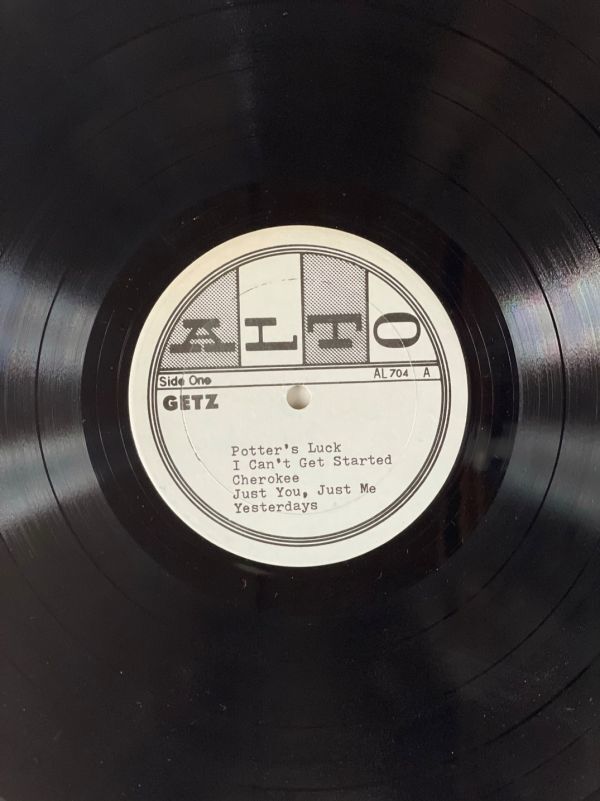 ALTO
Side One AL 704 A
GETZ
Potter's Luck
I Can't Get Started
Cherokee
Just You, Just Me
Yesterdays